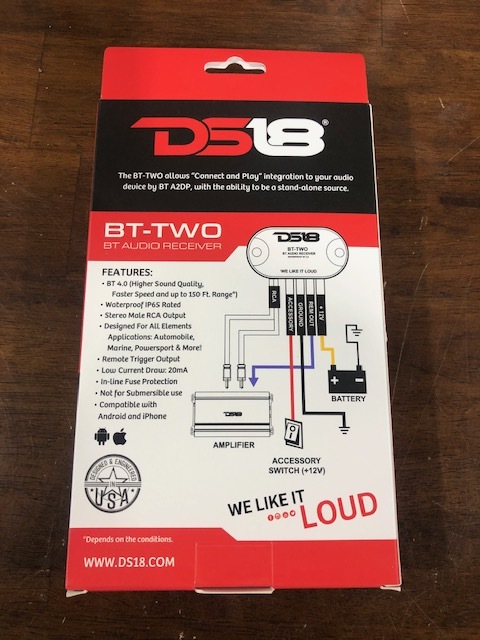 DS18®
The BT-TWO allows "Connect and Play" integration to your audio
device by BT A2DP, with the ability to be a stand-alone source.
BT-TWO
BT AUDIO RECEIVER
DS18
BT-TWO
BT AUDIO RECEIVER
WE LIKE IT LOUD
RCA
ACCESSORY
GROUND
REM OUT
+ 12V
FEATURES:
• BT 4.0 (Higher Sound Quality,
Faster Speed and up to 150 Ft. Range*)
• Waterproof IP65 Rated
• Stereo Male RCA Output
• Designed For All Elements
Applications: Automobile,
Marine, Powersport & More!
• Remote Trigger Output
• Low Current Draw: 20mA
• In-line Fuse Protection
• Not for Submersible use
• Compatible with
Android and iPhone
BATTERY
DS18
AMPLIFIER
ACCESSORY
SWITCH (+12V)
DESIGNED & ENGINEERED
IN
USA
WE LIKE IT
LOUD
*Depends on the conditions.
WWW.DS18.COM